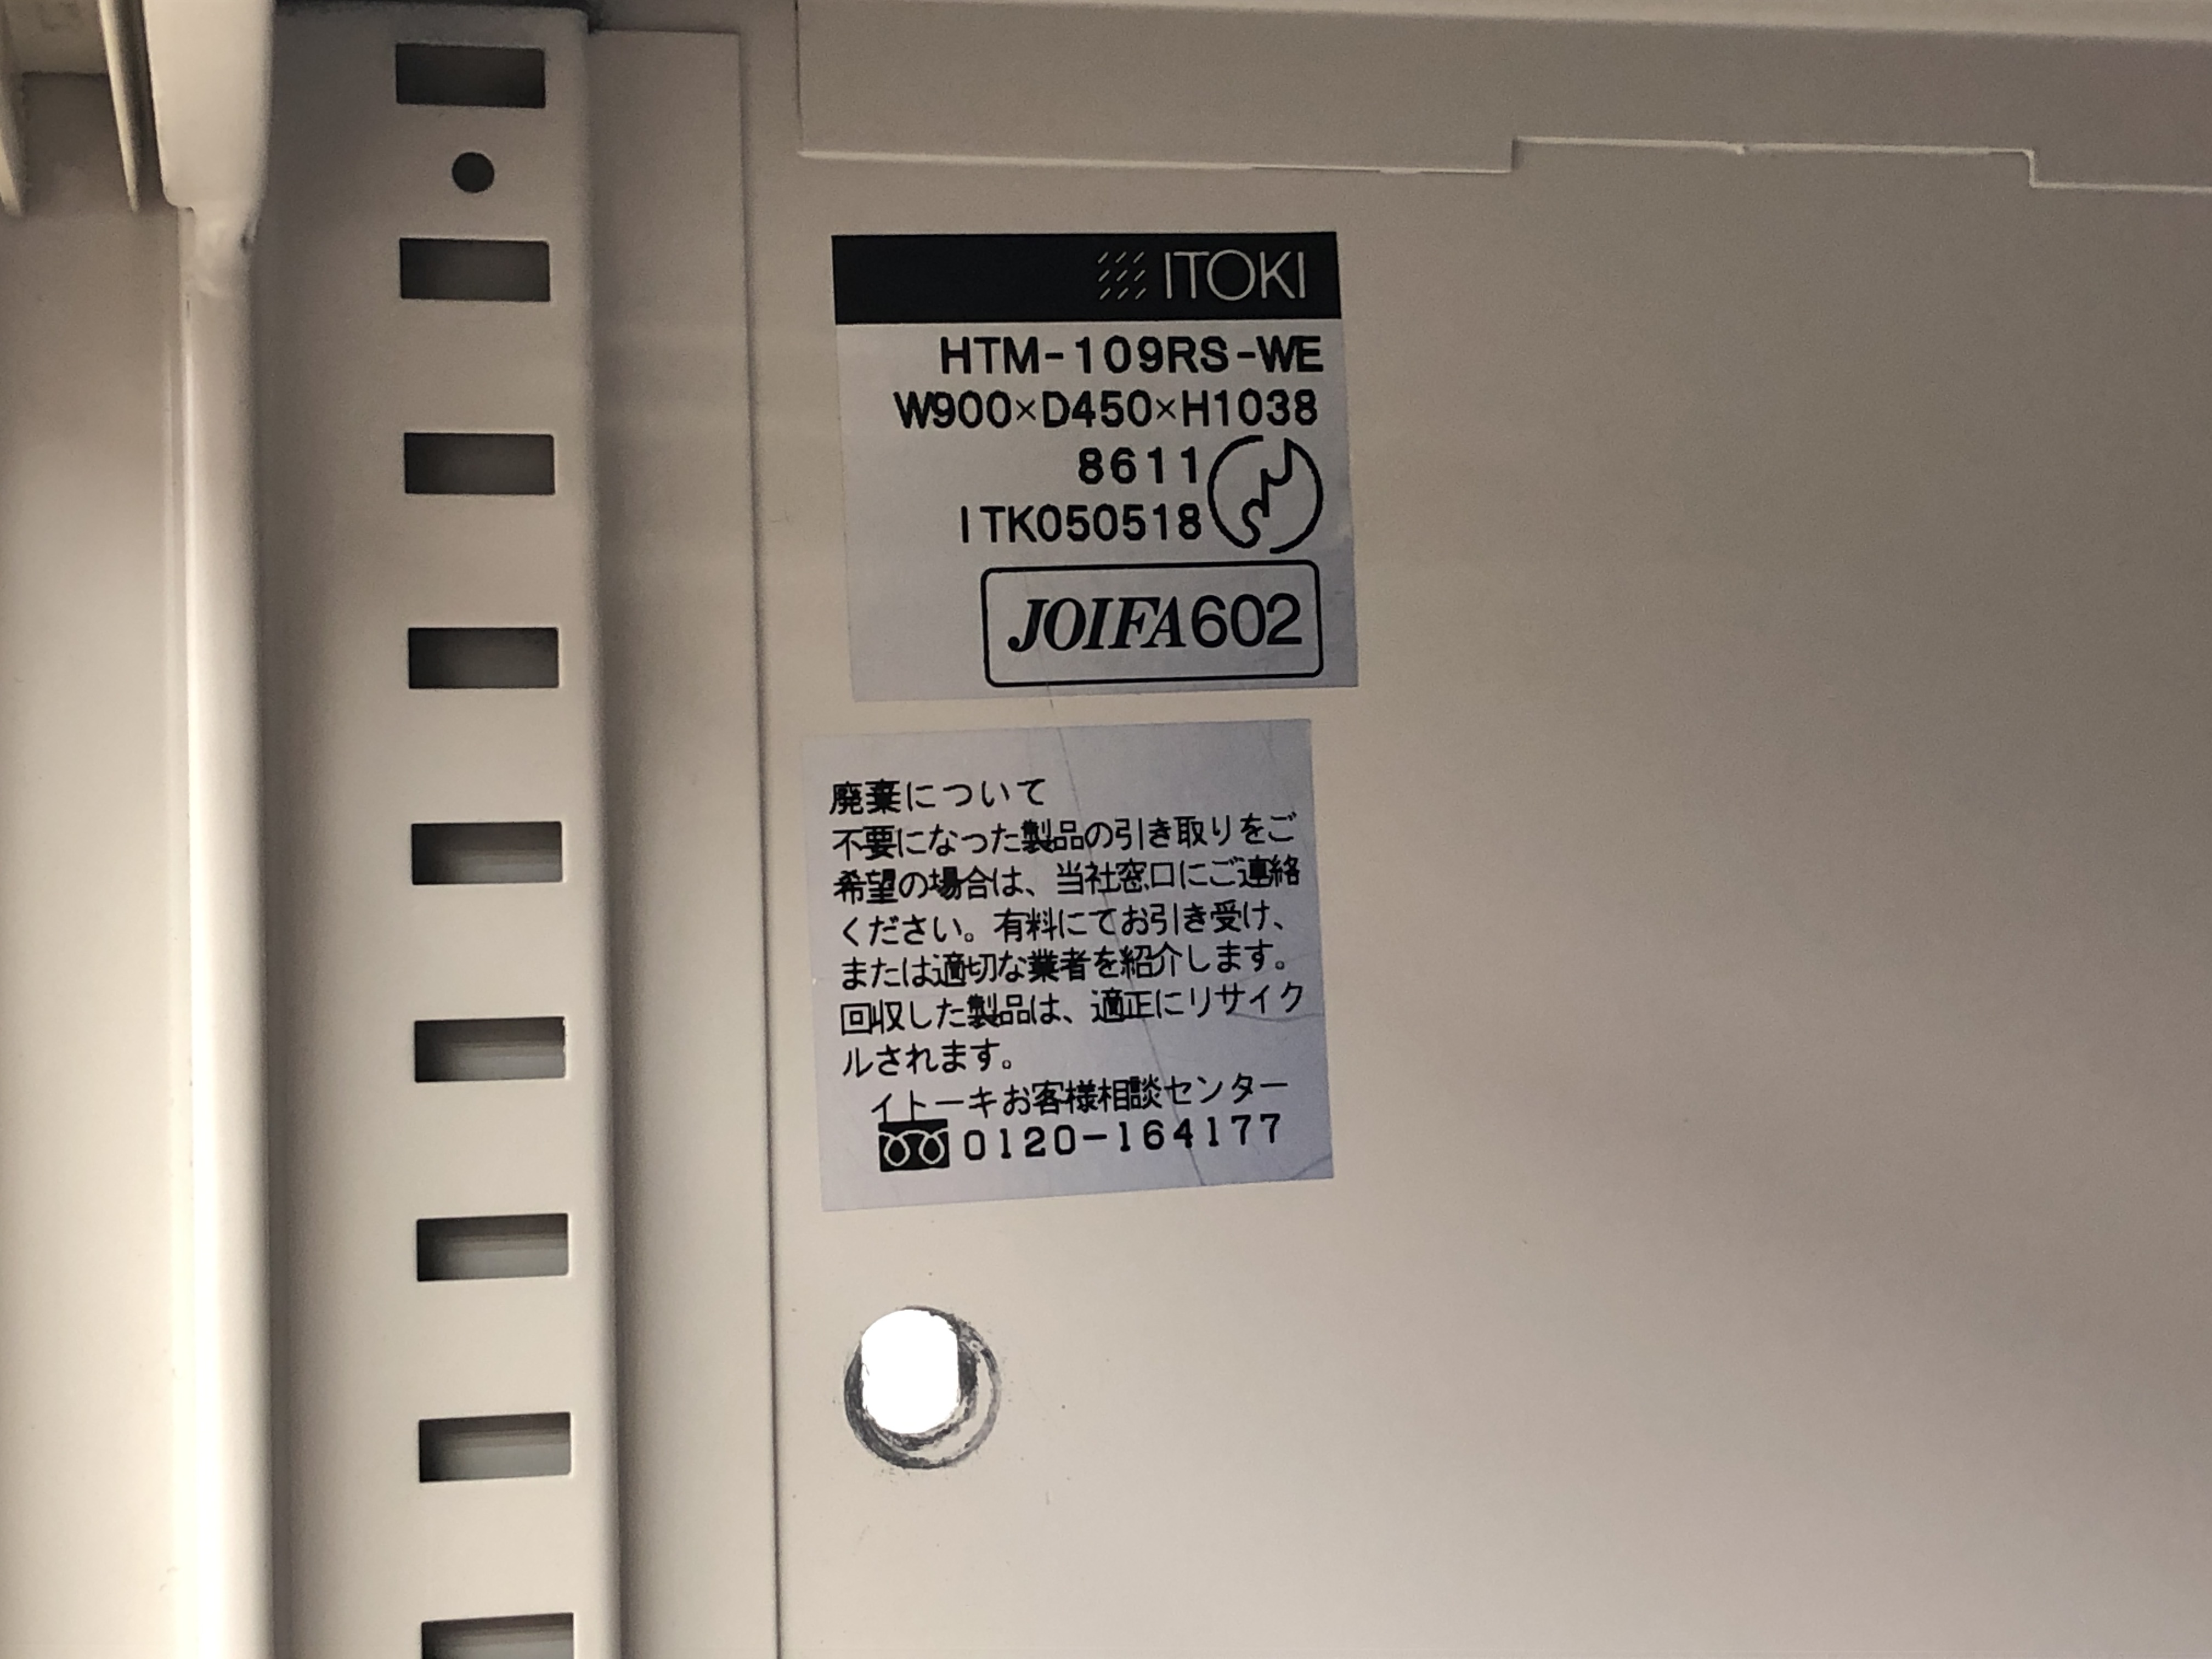 ITOKI
HTM-109RS-WE
W900×D450×H1038
8611
ITK050518
JOIFA602
廃棄について
不要になった製品の引き取りをご
希望の場合は、当社窓口にご連絡
ください。有料にてお引き受け、
または適切な業者を紹介します。
回収した製品は、適正にリサイク
ルされます。
イトーキお客様相談センター
0120-164177